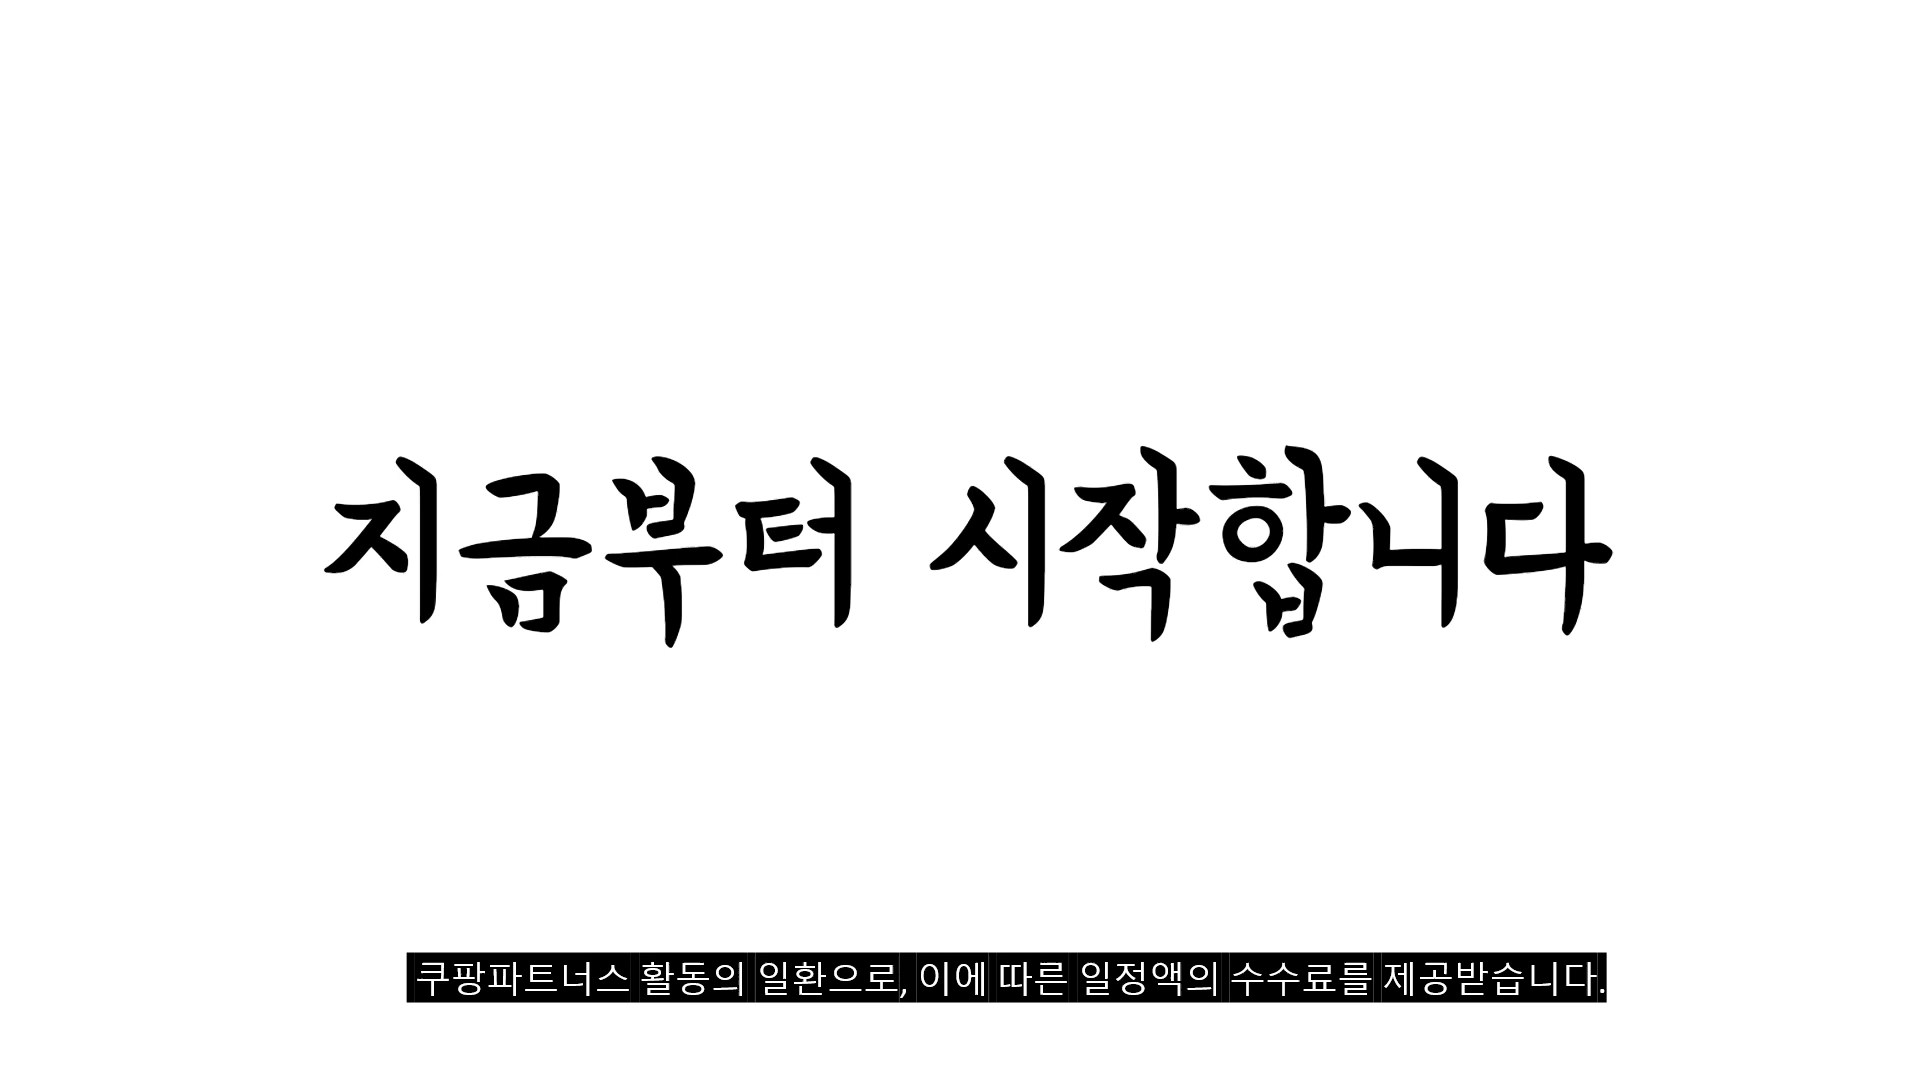 지금부터 시작합니다
쿠팡파트너스 활동의 일환으로, 이에 따른 일정액의 수수료를 제공받습니다.